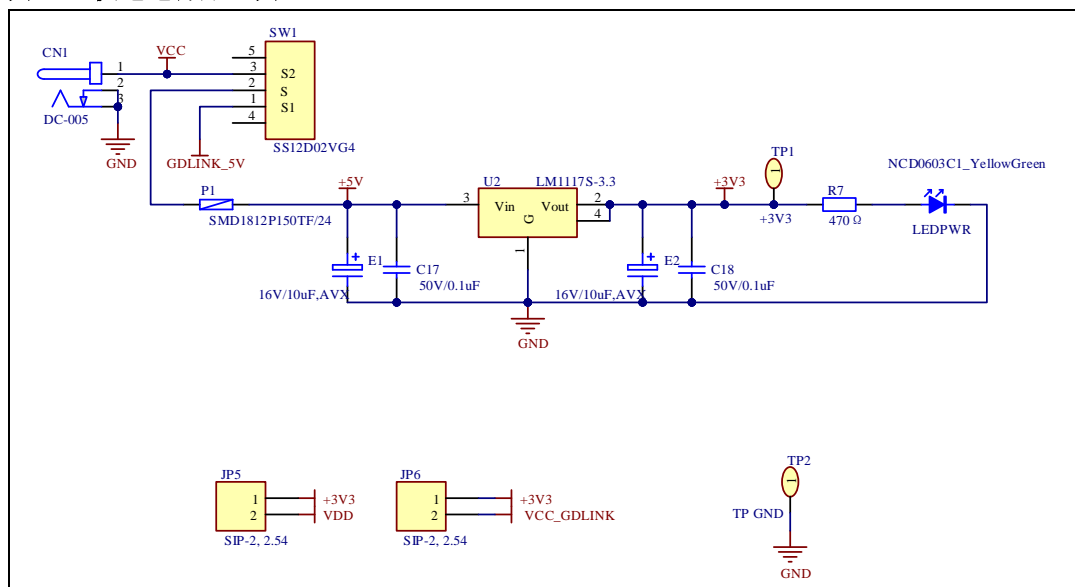 SW1
CN1
VCC
5
1
3
S2
2
2
S
3
1
S1
4
DC-005
GND
GDLINK_5V
SS12D02VG4
TP1
1
NCD0603C1_YellowGreen
P1
+5V
U2
LM1117S-3.3
+3V3
R7
3
Vin
Vout
2
4
G
1
SMD1812P150TF/24
+3V3
470Ω
LEDPWR
E1
C17
E2
C18
50V/0.1uF
50V/0.1uF
16V/10uF,AVX
16V/10uF,AVX
GND
JP5
JP6
TP2
1
1
+3V3
1
+3V3
2
VDD
2
VCC_GDLINK
TP GND
SIP-2, 2.54
SIP-2, 2.54
GND